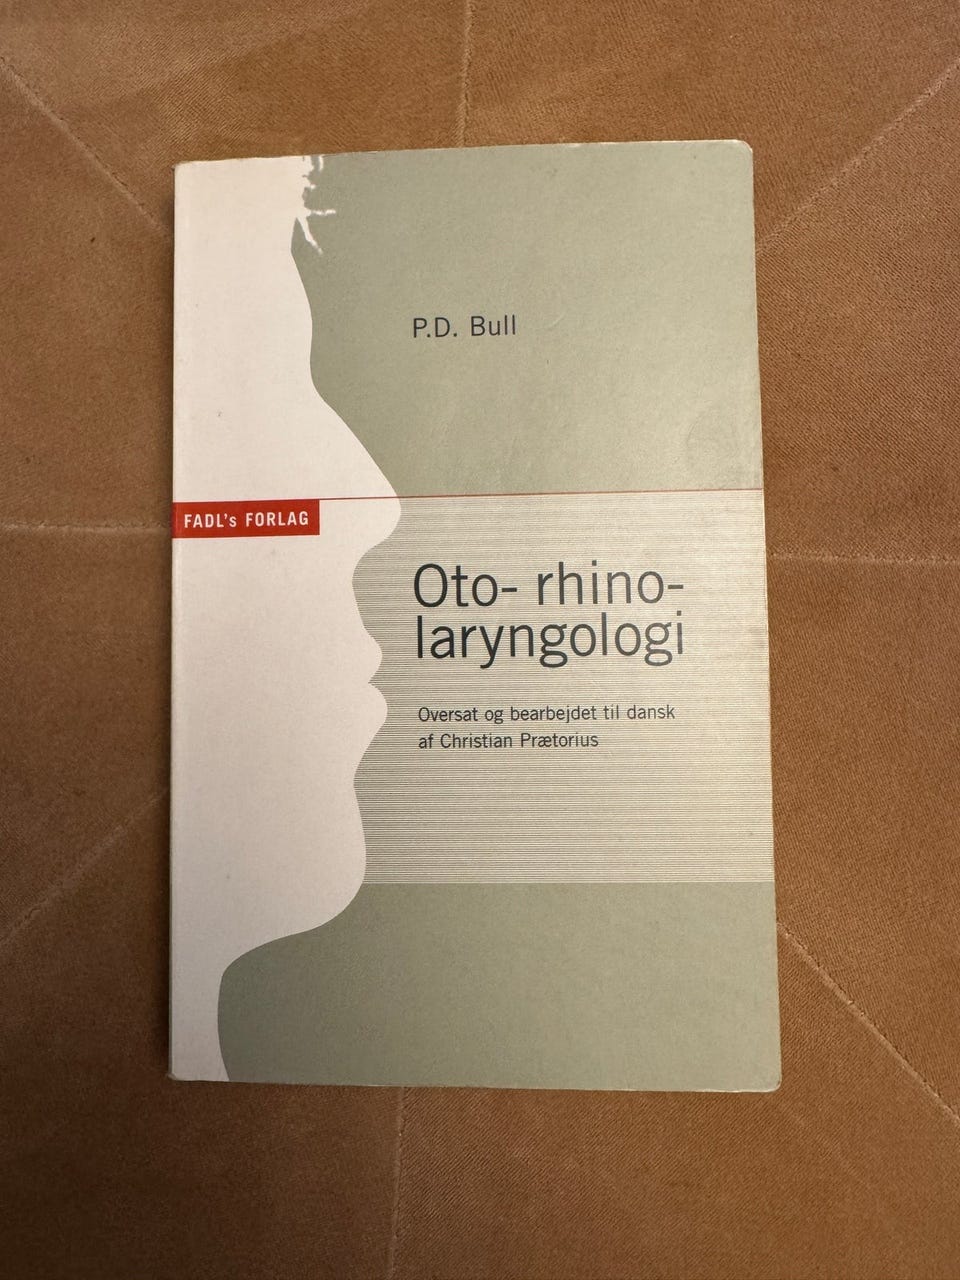 P.D. Bull
FADL's FORLAG
Oto- rhino-
laryngologi
Oversat og bearbejdet til dansk
af Christian Prætorius